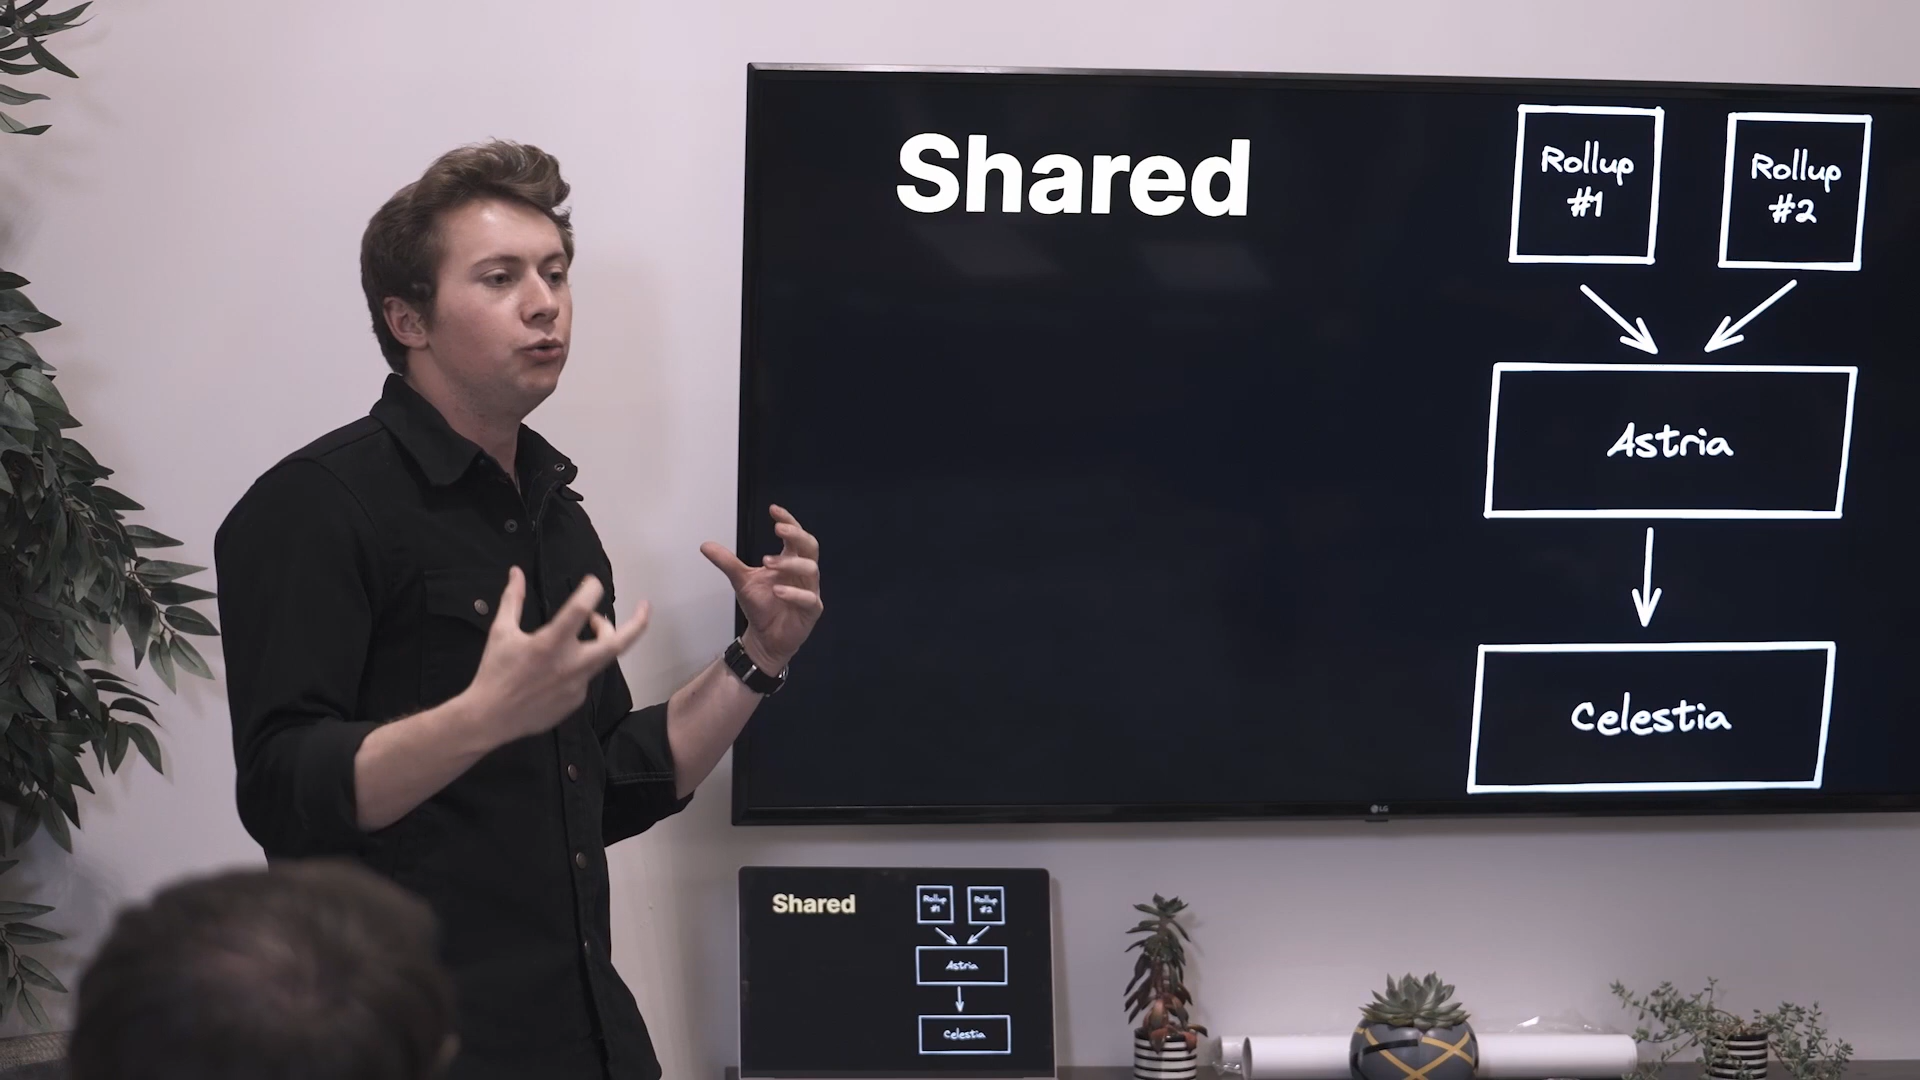 Shared
Rollup
#1
Rollup
#2
Astria
Celestia
LG
Shared
Rollup
#1
Rollup
#2
Astria
Celestia